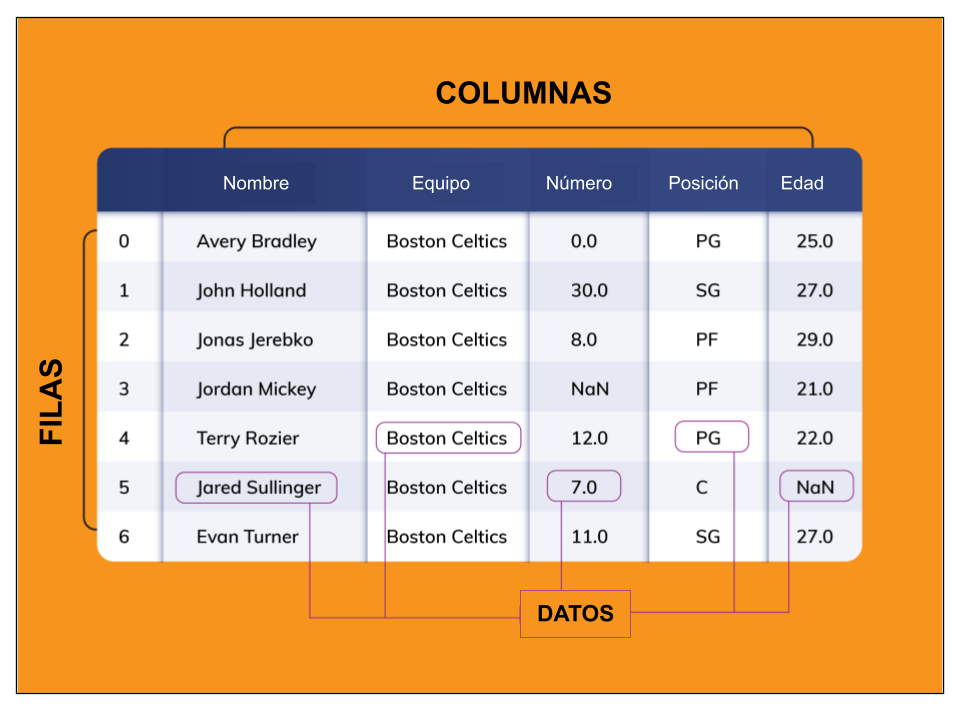 COLUMNAS
Nombre Equipo Número Posición Edad
FILAS
0 Avery Bradley Boston Celtics 0.0 PG 25.0
1 John Holland Boston Celtics 30.0 SG 27.0
2 Jonas Jerebko Boston Celtics 8.0 PF 29.0
3 Jordan Mickey Boston Celtics NaN PF 21.0
4 Terry Rozier Boston Celtics 12.0 PG 22.0
5 Jared Sullinger Boston Celtics 7.0 C NaN
6 Evan Turner Boston Celtics 11.0 SG 27.0
DATOS